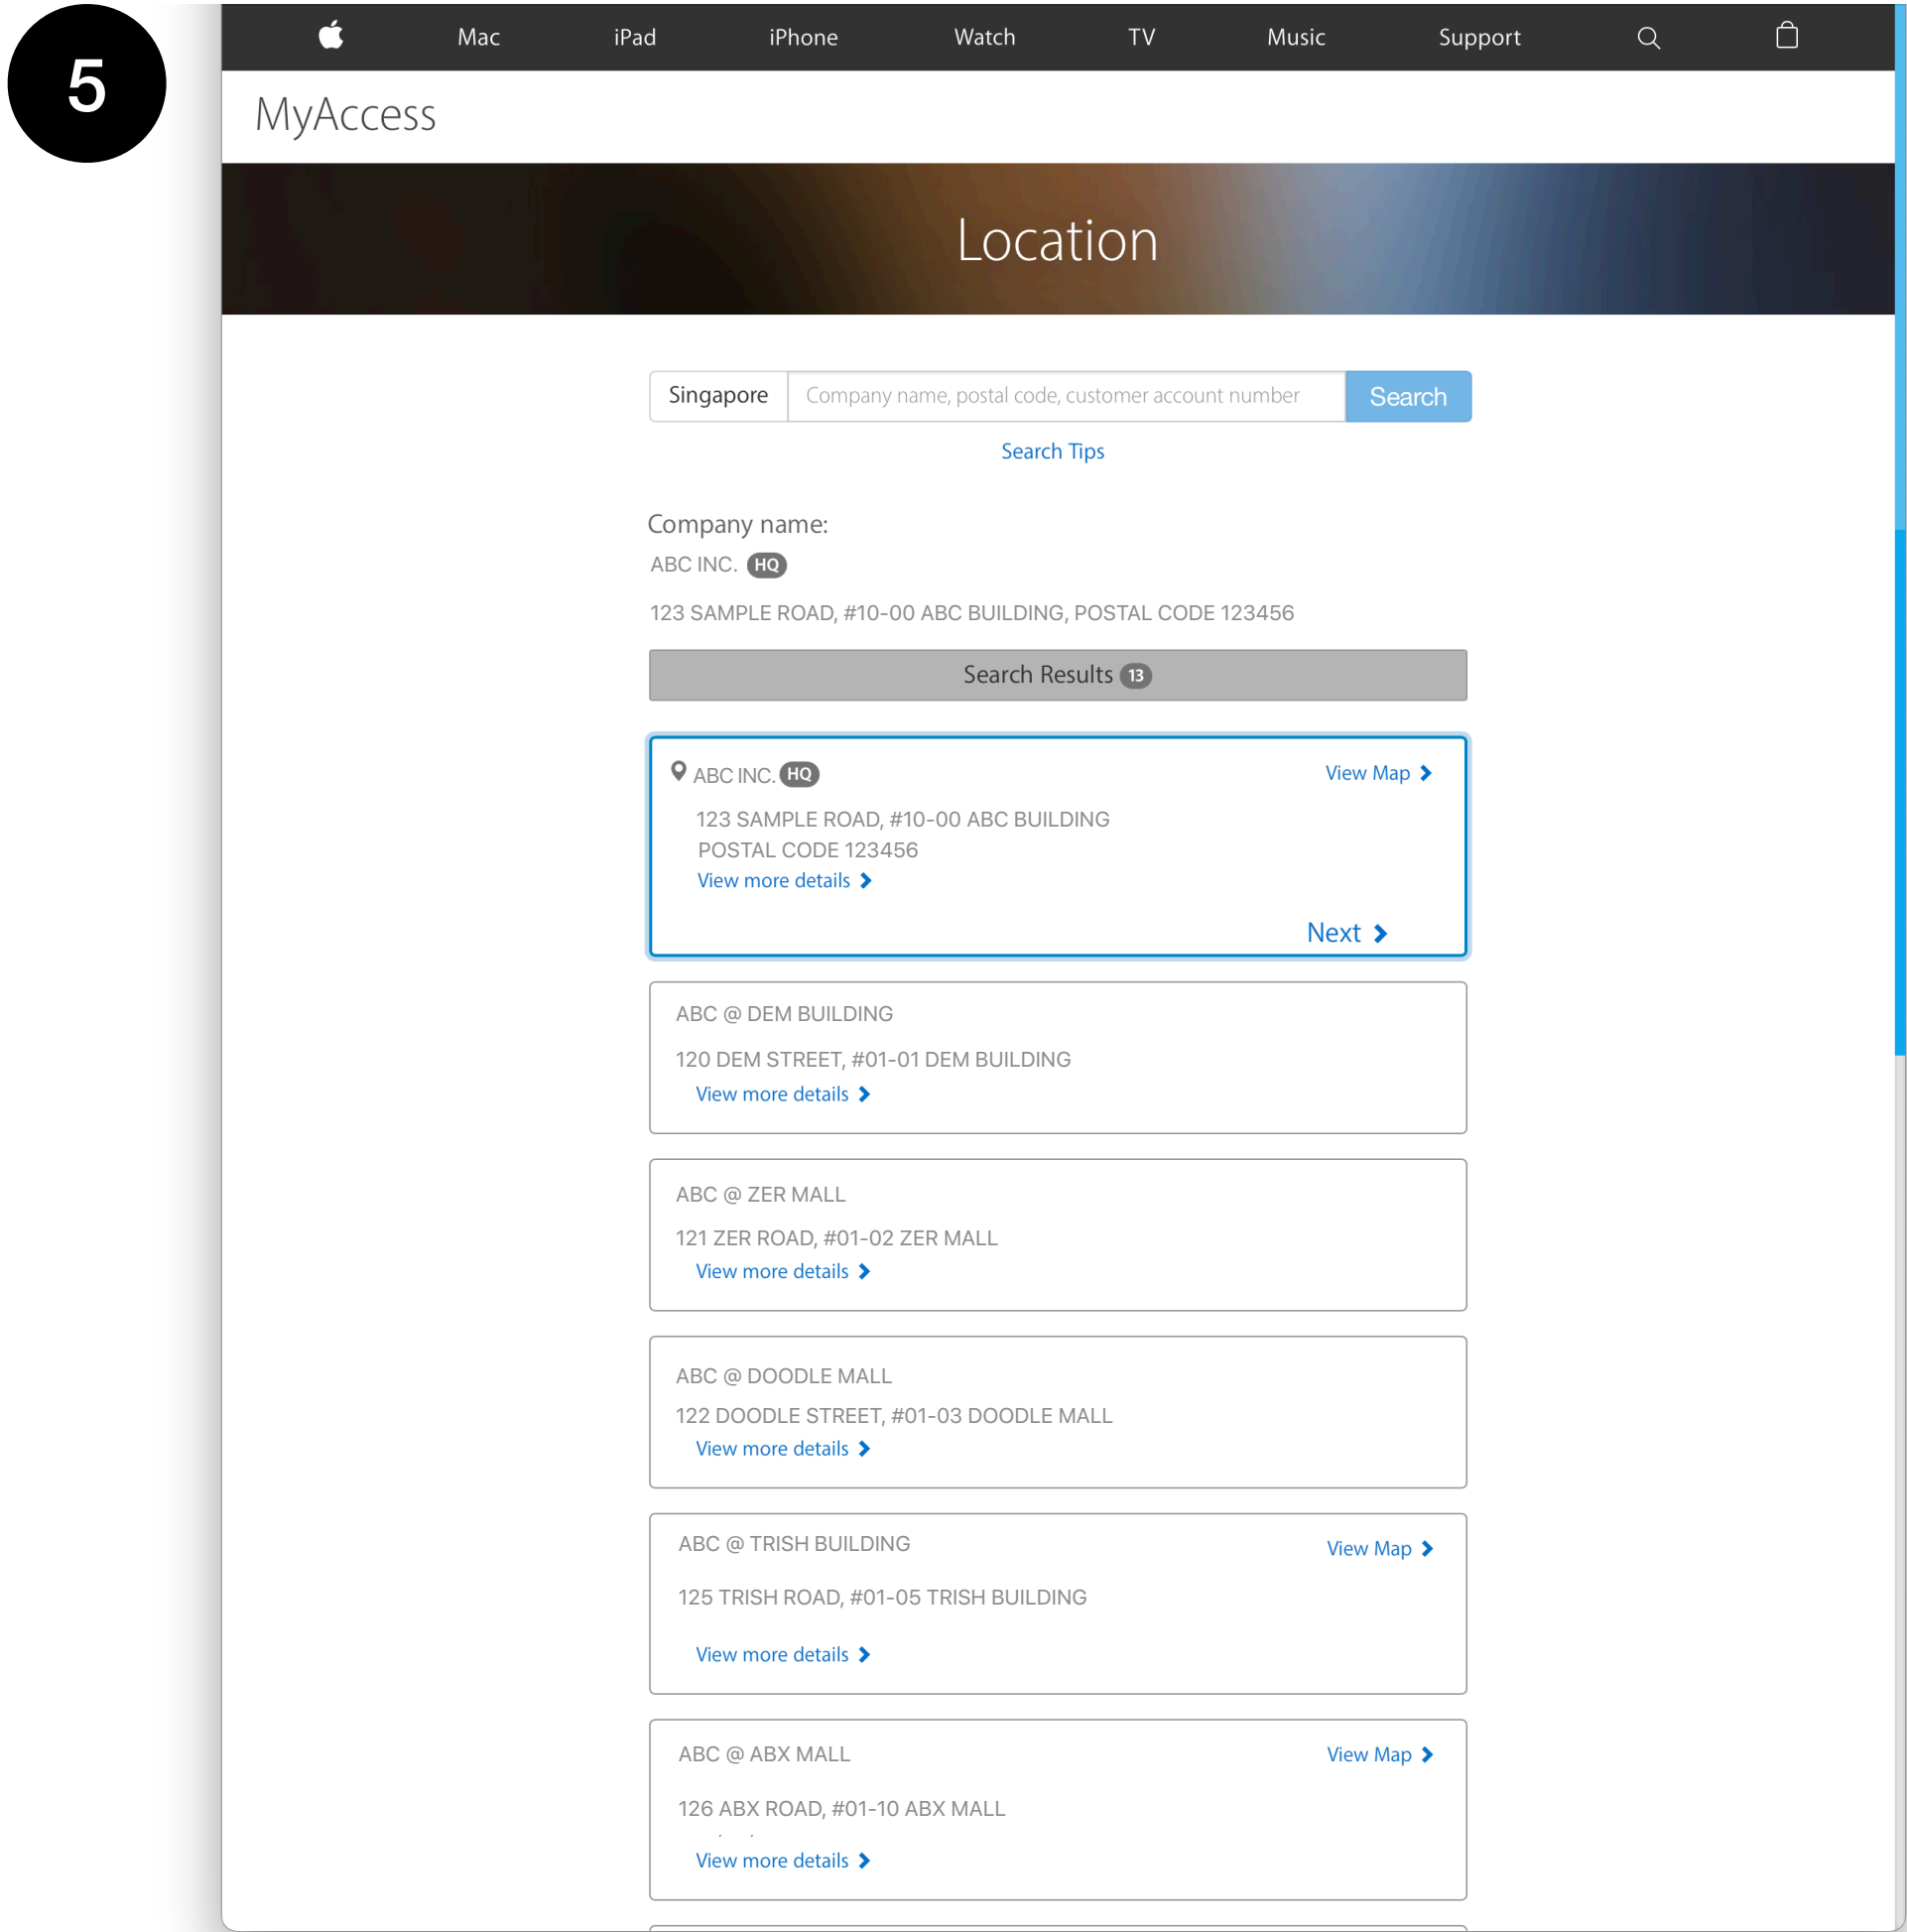 5
Mac iPad iPhone Watch TV Music Support
MyAccess
Location
Singapore Company name, postal code, customer account number Search
Search Tips
Company name:
ABC INC. HQ
123 SAMPLE ROAD, #10-00 ABC BUILDING, POSTAL CODE 123456
Search Results 13
ABC INC. HQ View Map
123 SAMPLE ROAD, #10-00 ABC BUILDING
POSTAL CODE 123456
View more details
Next
ABC @ DEM BUILDING
120 DEM STREET, #01-01 DEM BUILDING
View more details
ABC @ ZER MALL
121 ZER ROAD, #01-02 ZER MALL
View more details
ABC @ DOODLE MALL
122 DOODLE STREET, #01-03 DOODLE MALL
View more details
ABC @ TRISH BUILDING View Map
125 TRISH ROAD, #01-05 TRISH BUILDING
View more details
ABC @ ABX MALL View Map
126 ABX ROAD, #01-10 ABX MALL
View more details